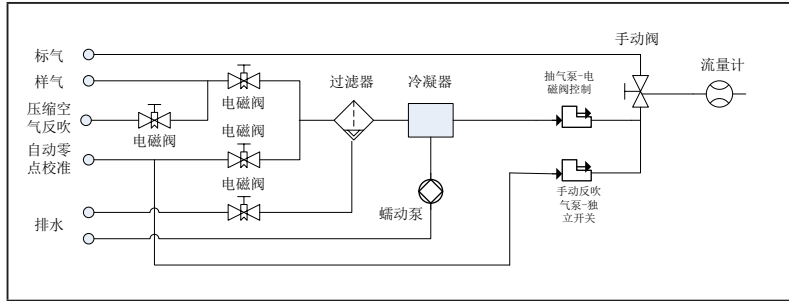 标气
样气
压缩空
气反吹
自动零
点校准
排水
电磁阀
电磁阀
电磁阀
电磁阀
过滤器
冷凝器
蠕动泵
抽气泵-电
磁阀控制
手动反吹
气泵-独
立开关
手动阀
流量计